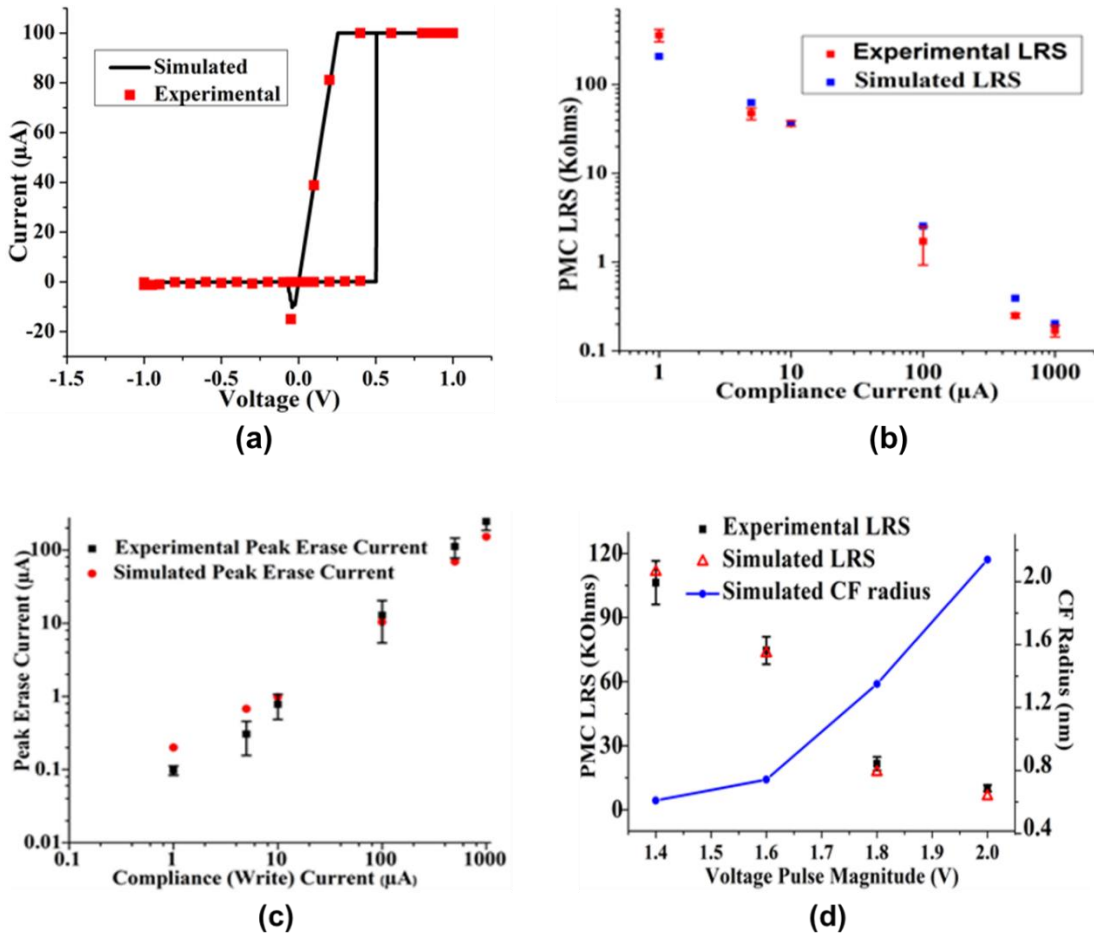 100
80
60
40
20
0
-20
Current (µA)
Simulated
Experimental
-1.5 -1.0 -0.5 0.0 0.5 1.0
Voltage (V)
(a)
100
10
1
0.1
PMC LRS (Kohms)
Experimental LRS
Simulated LRS
1 10 100 1000
Compliance Current (µA)
(b)
100
10
1
0.1
0.01
Peak Erase Current (µA)
Experimental Peak Erase Current
Simulated Peak Erase Current
0.1 1 10 100 1000
Compliance (Write) Current (µA)
(c)
120
90
60
30
0
PMC LRS (KOhms)
Experimental LRS
Simulated LRS
Simulated CF radius
2.0
1.6
1.2
0.8
0.4
CF Radius (nm)
1.4 1.5 1.6 1.7 1.8 1.9 2.0
Voltage Pulse Magnitude (V)
(d)